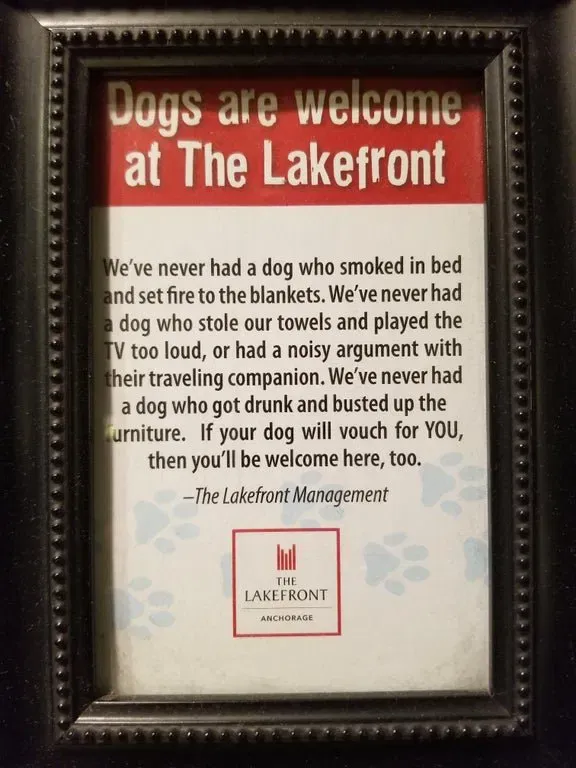 Dogs are welcome
at The Lakefront
We've never had a dog who smoked in bed
and set fire to the blankets. We've never had
a dog who stole our towels and played the
TV too loud, or had a noisy argument with
their traveling companion. We've never had
a dog who got drunk and busted up the
furniture.  If your dog will vouch for YOU,
then you'll be welcome here, too.
–The Lakefront Management
THE
LAKEFRONT
ANCHORAGE